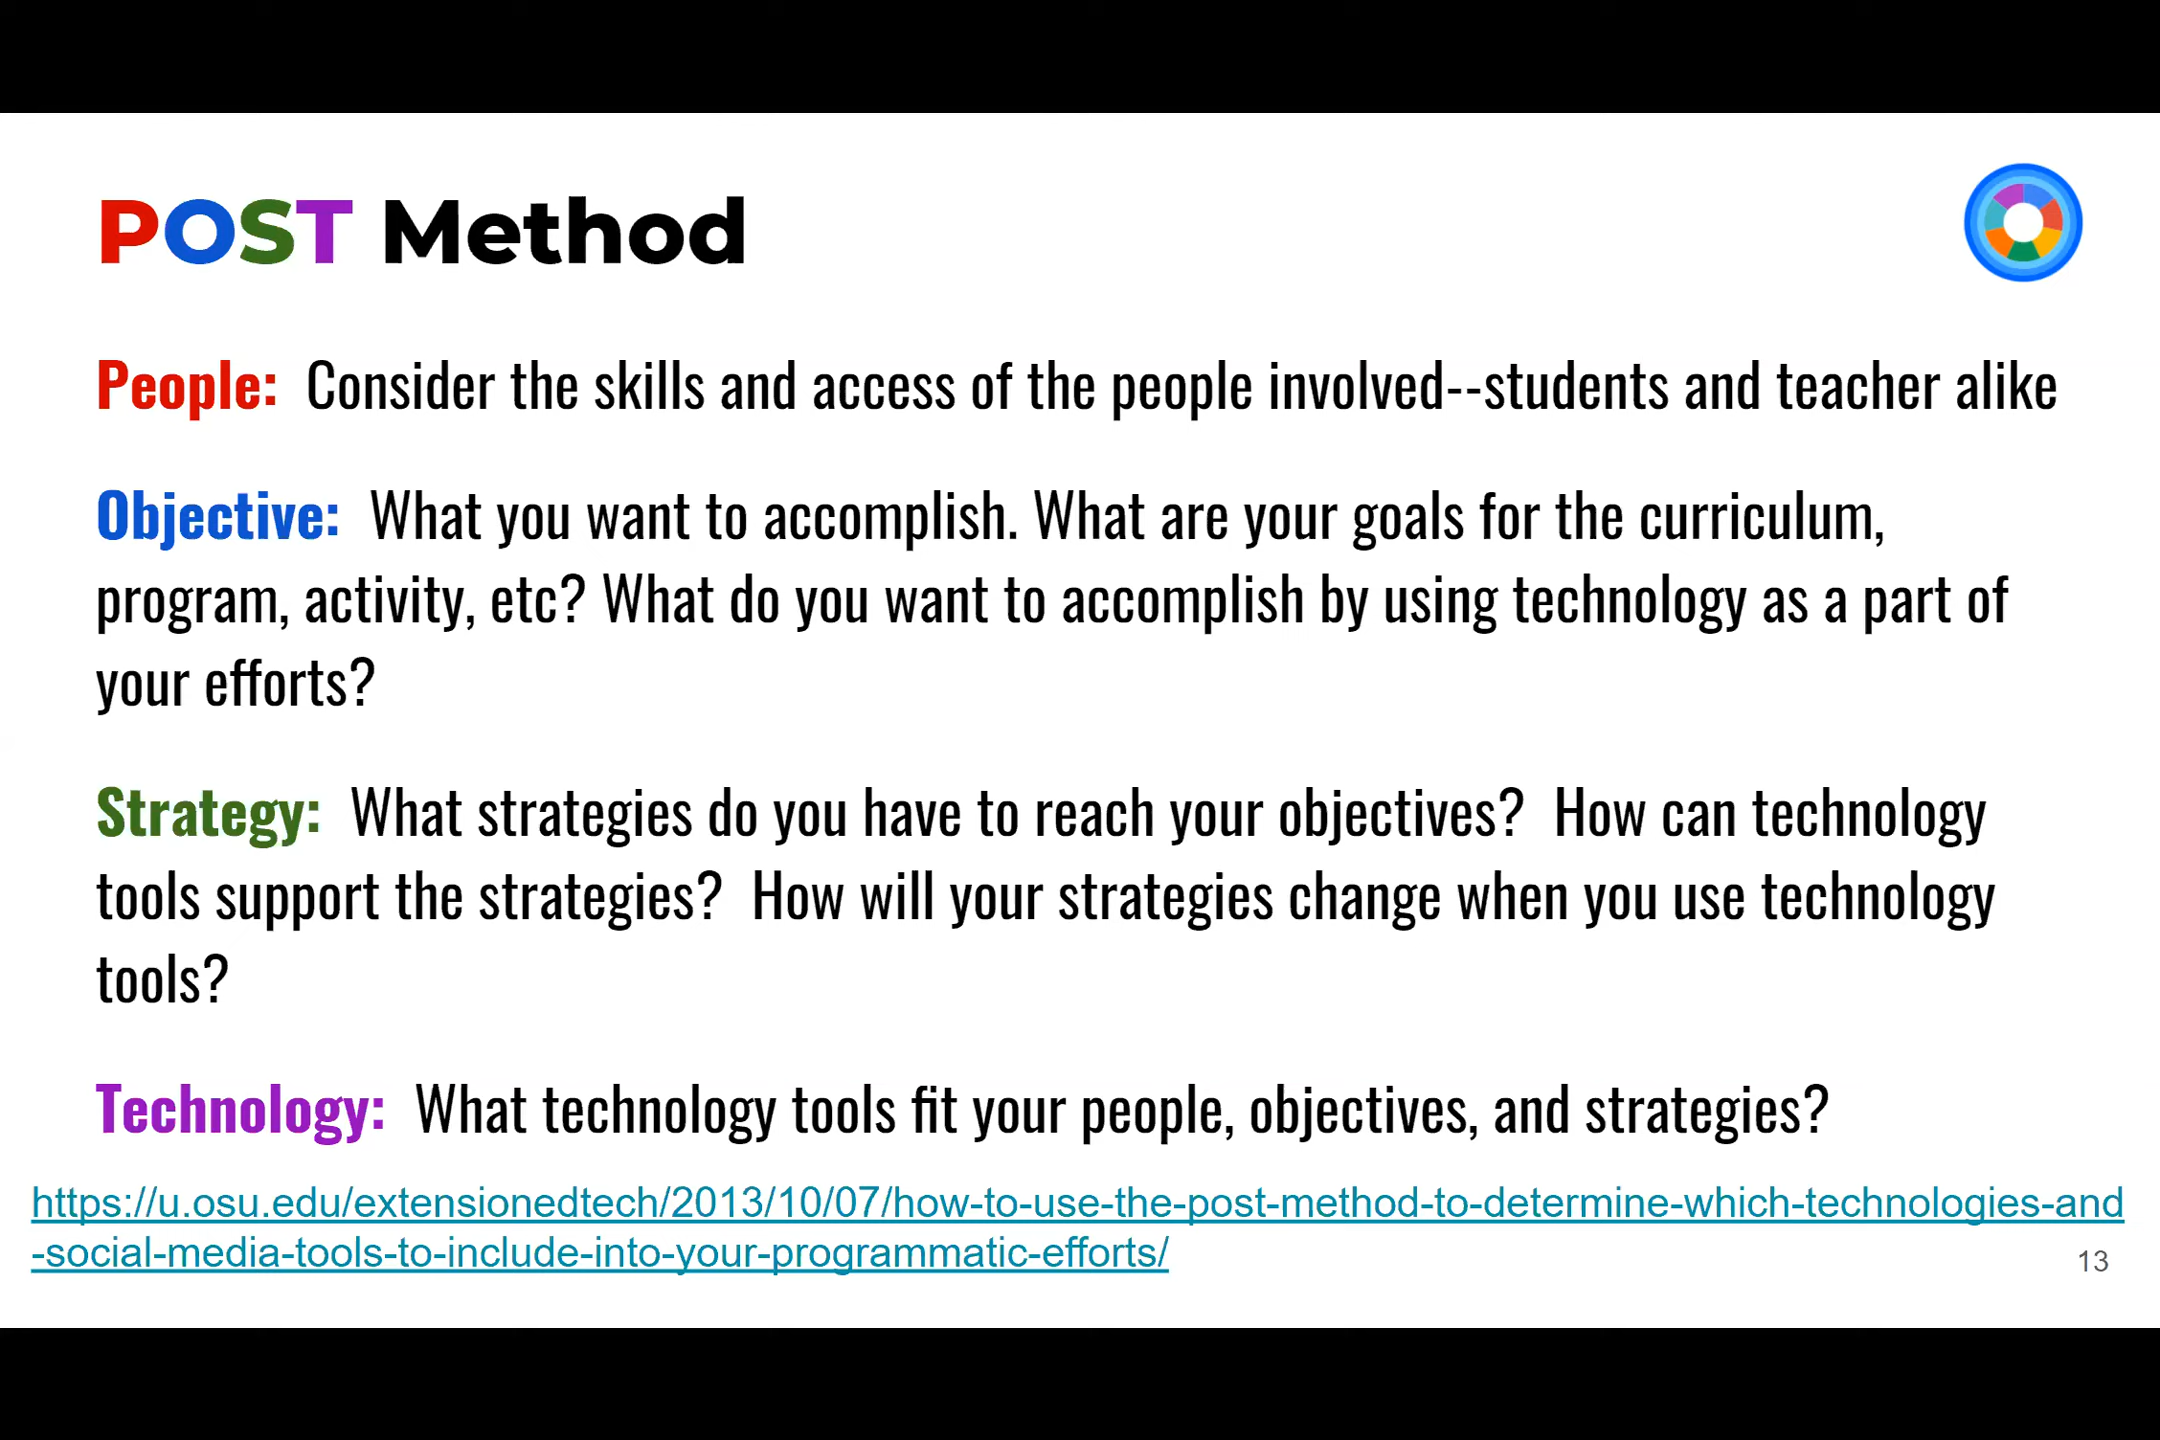 POST Method
People:  Consider the skills and access of the people involved--students and teacher alike
Objective:  What you want to accomplish. What are your goals for the curriculum,
program, activity, etc? What do you want to accomplish by using technology as a part of
your efforts?
Strategy:  What strategies do you have to reach your objectives?  How can technology
tools support the strategies?  How will your strategies change when you use technology
tools?
Technology:  What technology tools fit your people, objectives, and strategies?
https://u.osu.edu/extensionedtech/2013/10/07/how-to-use-the-post-method-to-determine-which-technologies-and
-social-media-tools-to-include-into-your-programmatic-efforts/
13